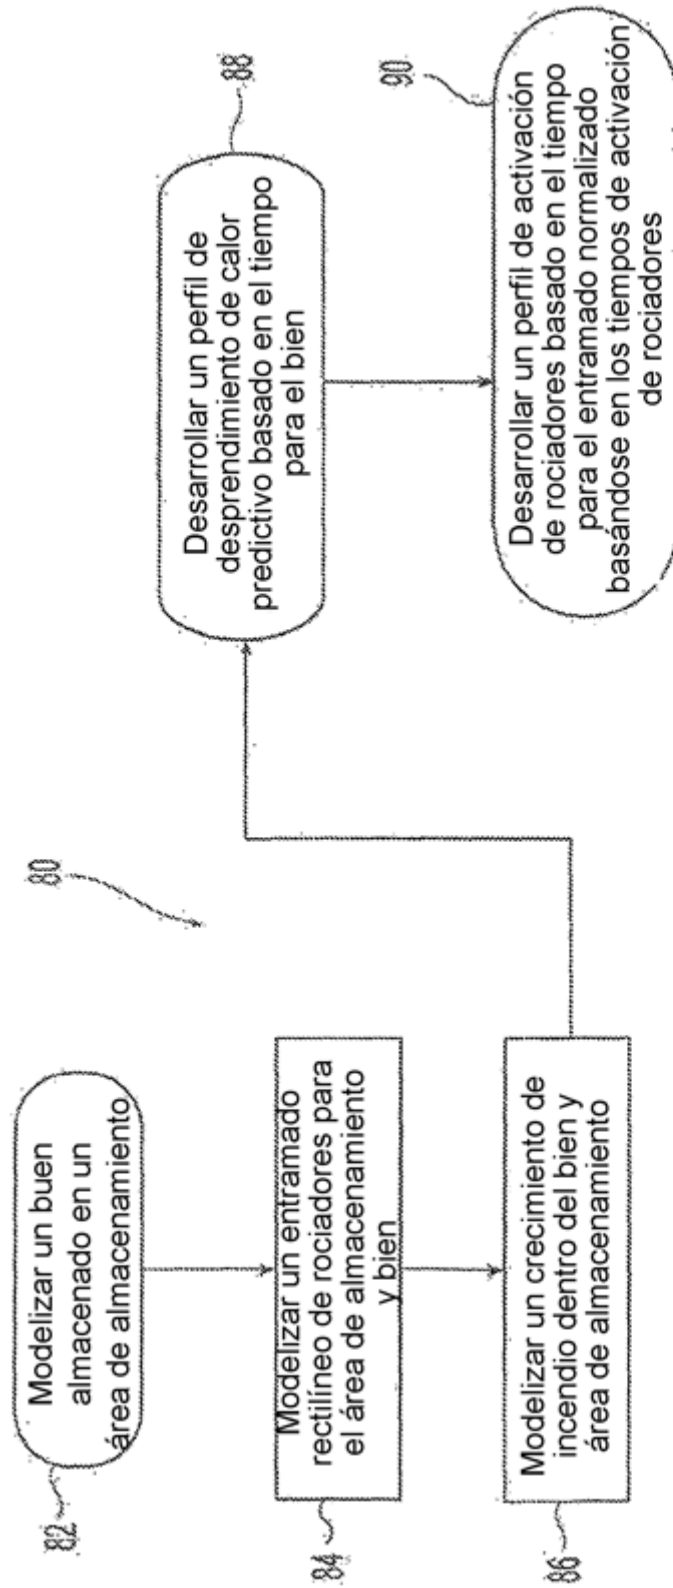 80
82
Modelizar un buen
almacenado en un
área de almacenamiento
84
Modelizar un entramado
rectilíneo de rociadores para
el área de almacenamiento
y bien
86
Modelizar un crecimiento de
incendio dentro del bien y
área de almacenamiento
88
Desarrollar un perfil de
desprendimiento de calor
predictivo basado en el tiempo
para el bien
90
Desarrollar un perfil de activación
de rociadores basado en el tiempo
para el entramado normalizado
basándose en los tiempos de activación
de rociadores